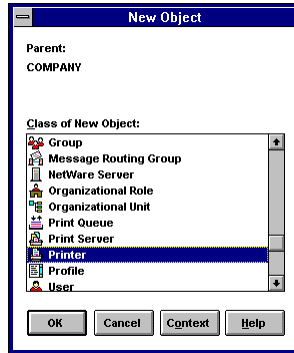 New Object
Parent:
COMPANY
Class of New Object:
Group
Message Routing Group
NetWare Server
Organizational Role
Organizational Unit
Print Queue
Print Server
Printer
Profile
User
OK Cancel Context Help